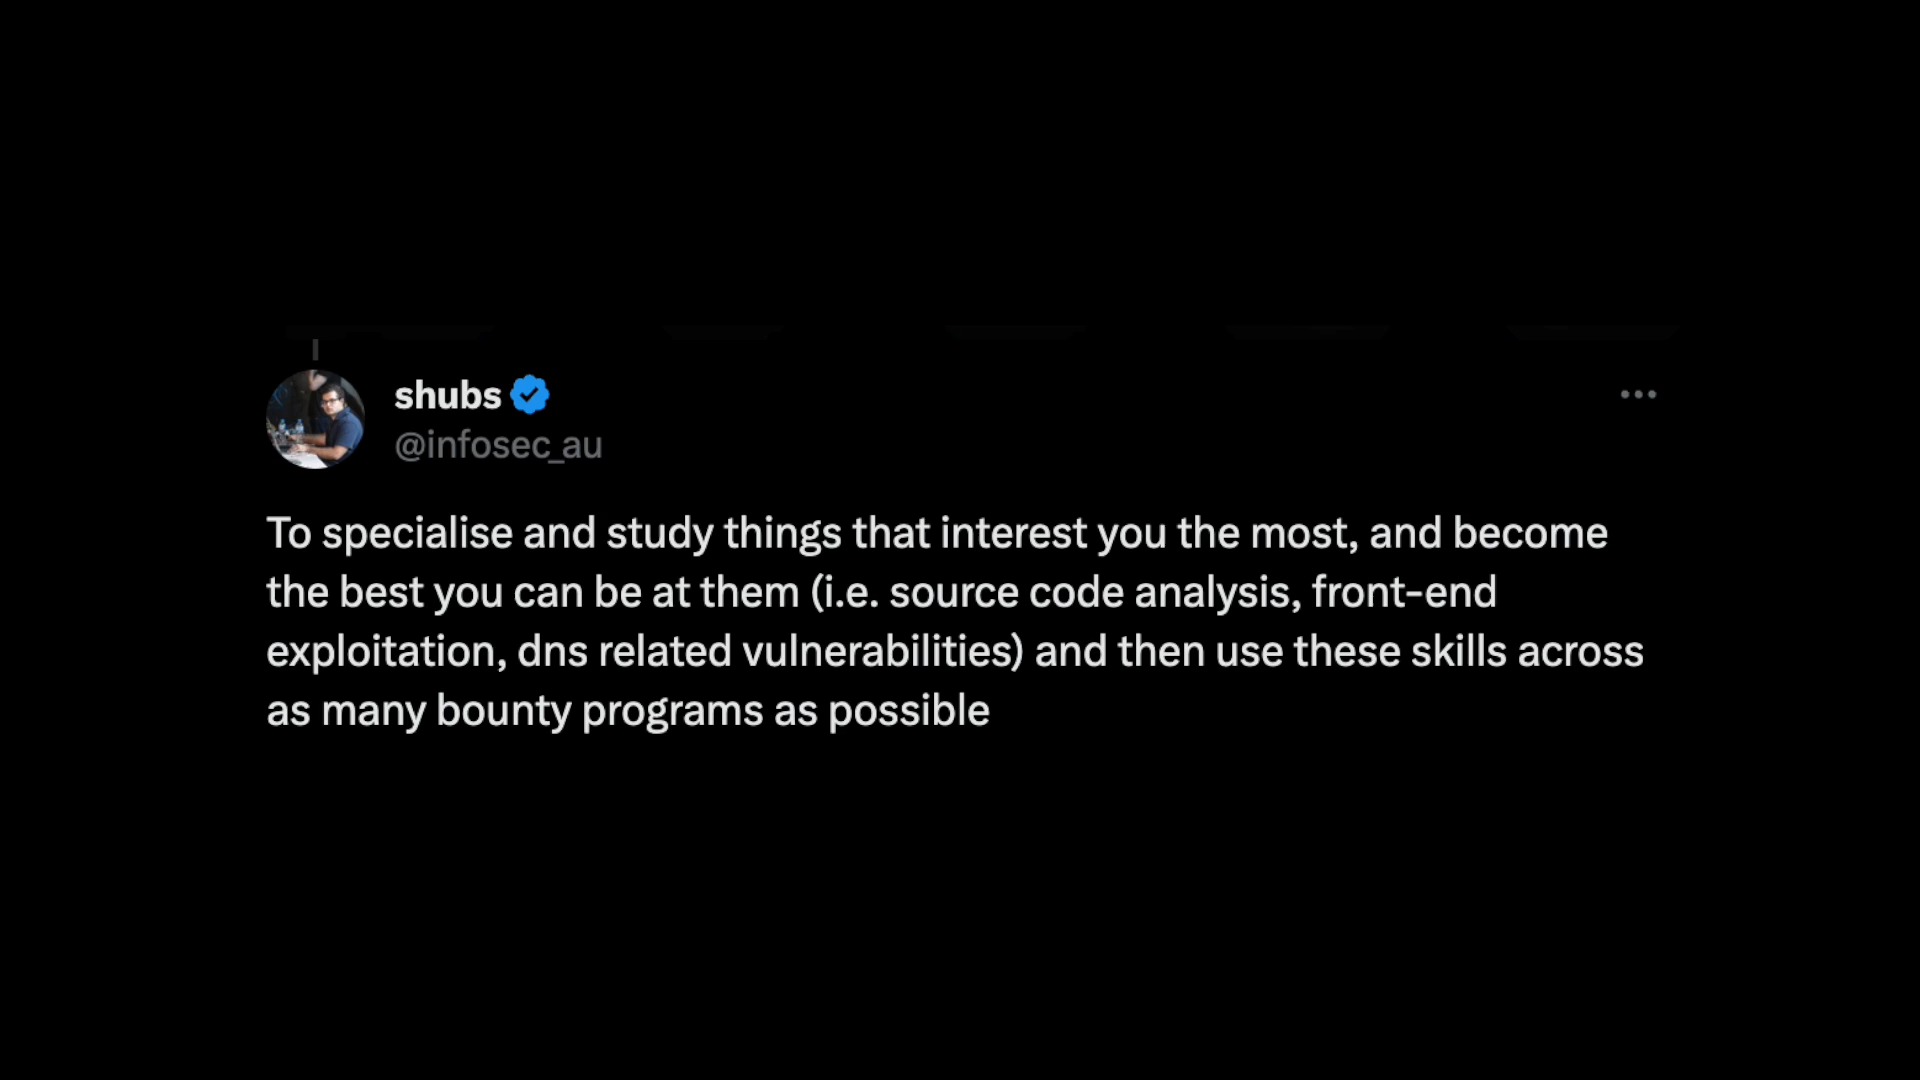 shubs
@infosec_au
To specialise and study things that interest you the most, and become
the best you can be at them (i.e. source code analysis, front-end
exploitation, dns related vulnerabilities) and then use these skills across
as many bounty programs as possible